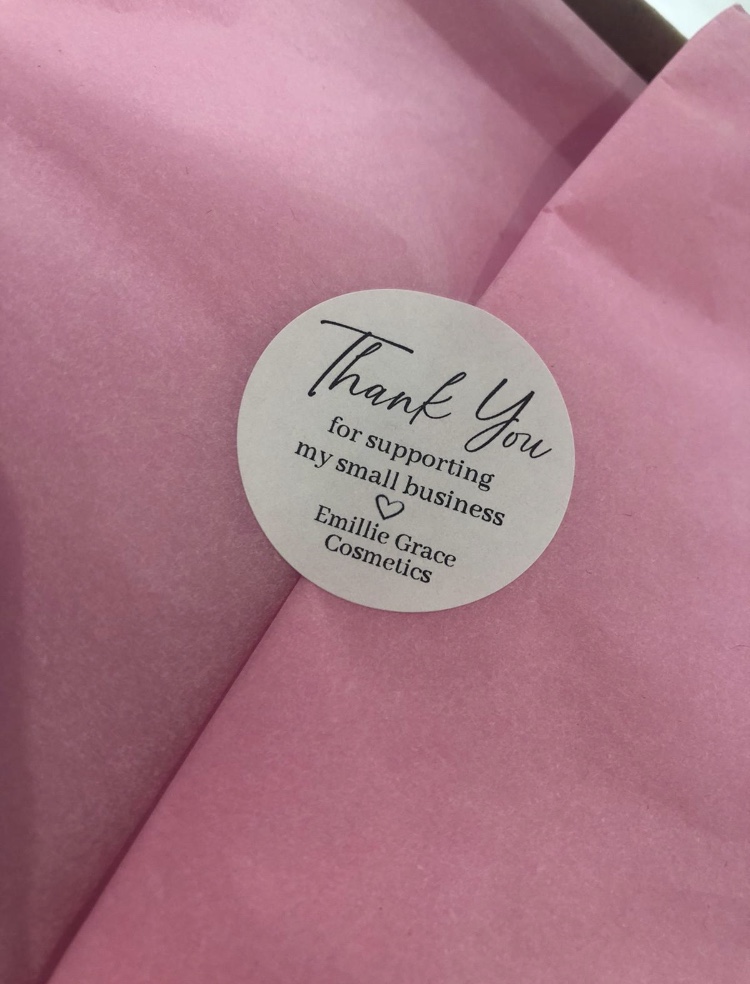 Thank You
for supporting
my small business
Emillie Grace
Cosmetics